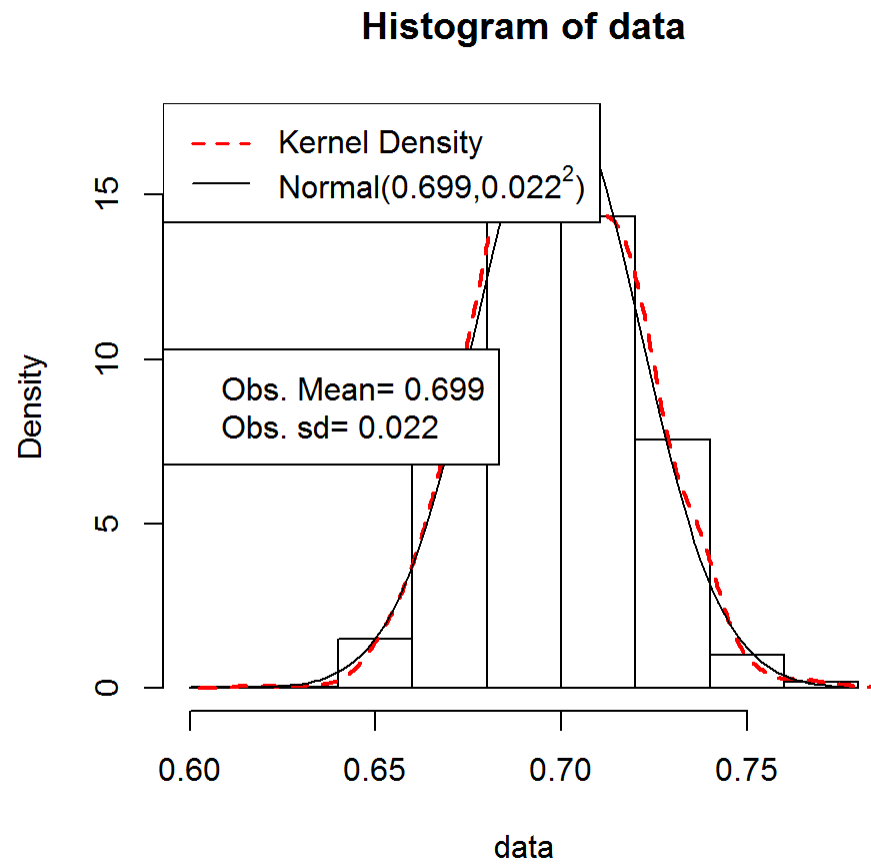 Histogram of data
Kernel Density
Normal(0.699,0.022²)
Obs. Mean= 0.699
Obs. sd= 0.022
Density
15
10
5
0
0.60 0.65 0.70 0.75
data